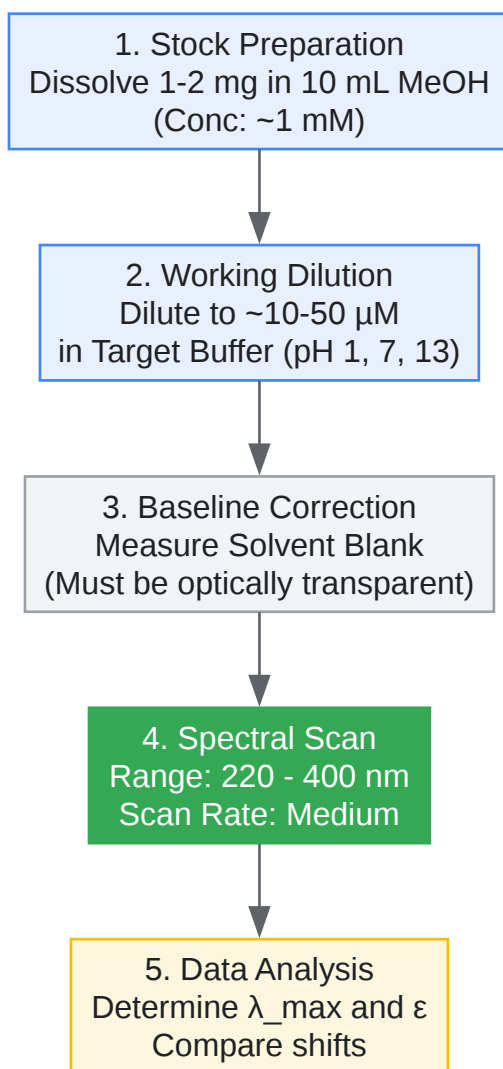 1. Stock Preparation
Dissolve 1-2 mg in 10 mL MeOH
(Conc: ~1 mM)
2. Working Dilution
Dilute to ~10-50 µM
in Target Buffer (pH 1, 7, 13)
3. Baseline Correction
Measure Solvent Blank
(Must be optically transparent)
4. Spectral Scan
Range: 220 - 400 nm
Scan Rate: Medium
5. Data Analysis
Determine λ_max and ε
Compare shifts